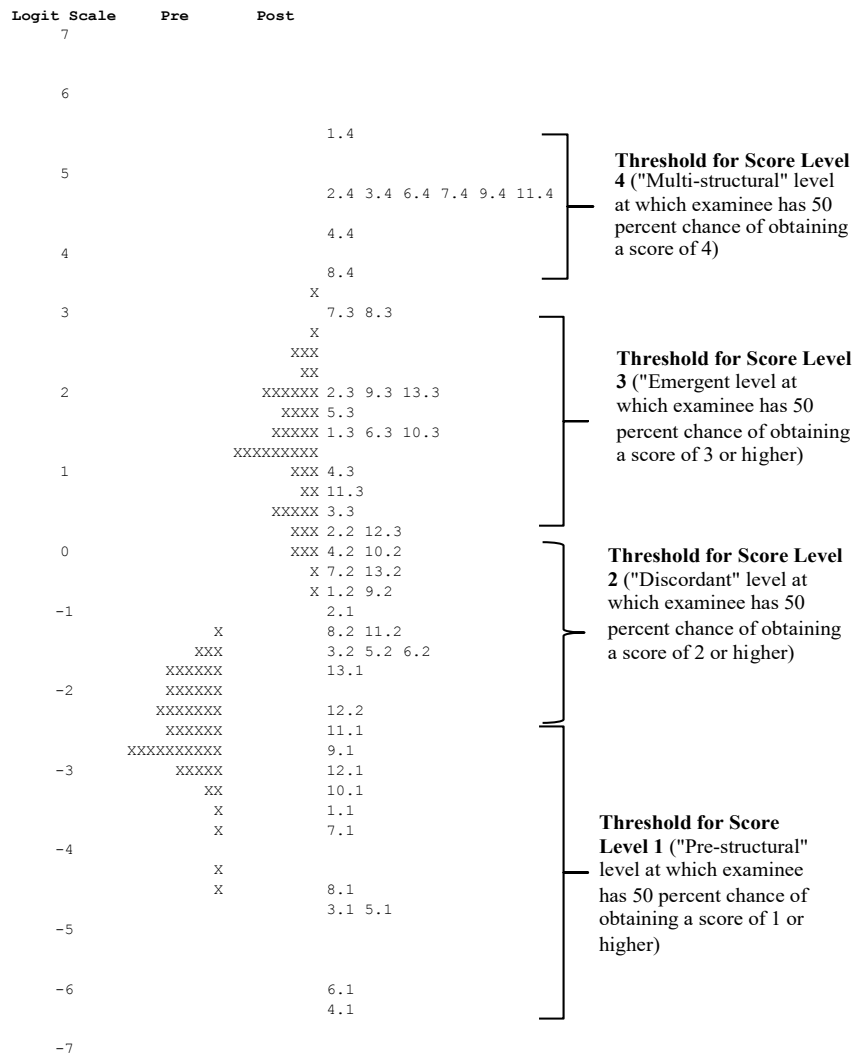 Logit Scale Pre Post
7
6
1.4
5
2.4 3.4 6.4 7.4 9.4 11.4
4.4
4
8.4
X
3 7.3 8.3
X
XXX
XX
2 XXXXXX 2.3 9.3 13.3
XXXX 5.3
XXXXX 1.3 6.3 10.3
XXXXXXXXX
1 XXX 4.3
XX 11.3
XXXXX 3.3
XXX 2.2 12.3
0 XXX 4.2 10.2
X 7.2 13.2
X 1.2 9.2
-1 2.1
X 8.2 11.2
XXX 3.2 5.2 6.2
XXXXXX 13.1
-2 XXXXXX
XXXXXXX 12.2
XXXXXX 11.1
XXXXXXXXXX 9.1
-3 XXXXX 12.1
XX 10.1
X 1.1
X 7.1
-4
X
X 8.1
3.1 5.1
-5
-6 6.1
4.1
-7
Threshold for Score Level
4 ("Multi-structural" level
at which examinee has 50
percent chance of obtaining
a score of 4)
Threshold for Score Level
3 ("Emergent level at
which examinee has 50
percent chance of obtaining
a score of 3 or higher)
Threshold for Score Level
2 ("Discordant" level at
which examinee has 50
percent chance of obtaining
a score of 2 or higher)
Threshold for Score
Level 1 ("Pre-structural"
level at which examinee
has 50 percent chance of
obtaining a score of 1 or
higher)